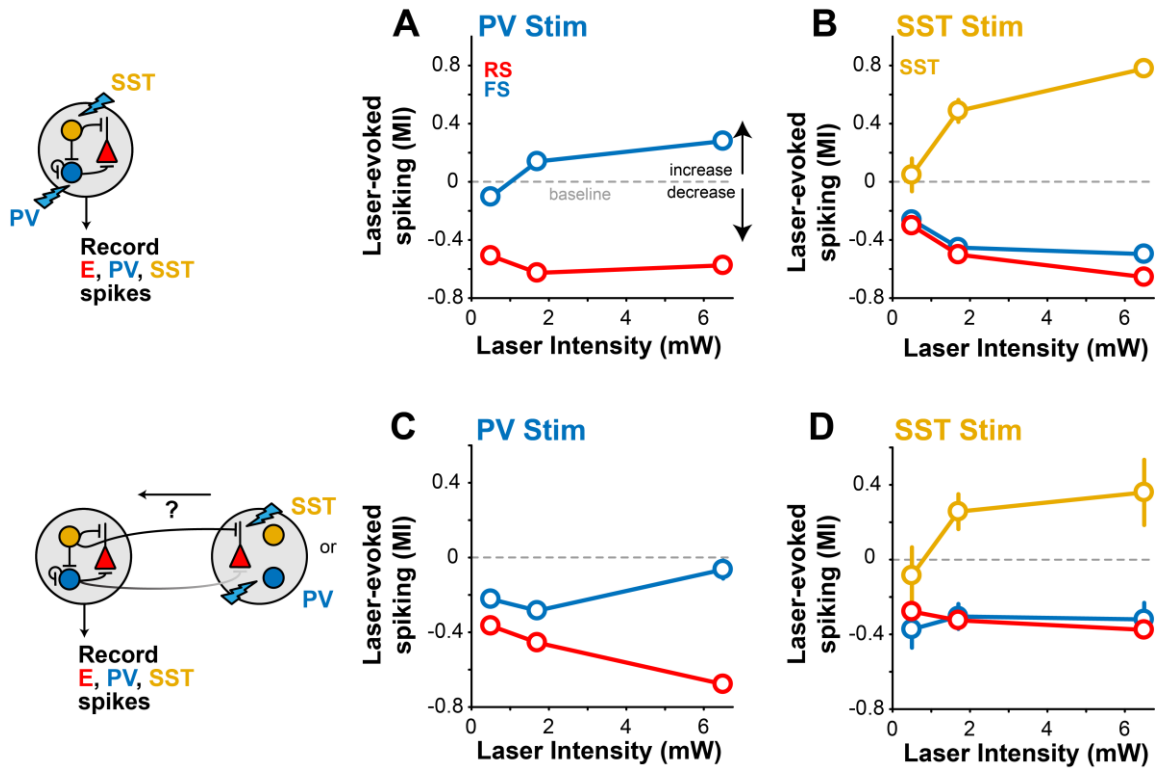 SST
PV
Record
E, PV, SST
spikes
A
PV Stim
RS
FS
0.8
0.4
0
-0.4
-0.8
increase
baseline
decrease
Laser-evoked
spiking (MI)
0 2 4 6
Laser Intensity (mW)
B
SST Stim
SST
0.8
0.4
0
-0.4
-0.8
Laser-evoked
spiking (MI)
0 2 4 6
Laser Intensity (mW)
?
SST
or
PV
Record
E, PV, SST
spikes
C
PV Stim
0.4
0
-0.4
-0.8
Laser-evoked
spiking (MI)
0 2 4 6
Laser Intensity (mW)
D
SST Stim
0.4
0
-0.4
-0.8
Laser-evoked
spiking (MI)
0 2 4 6
Laser Intensity (mW)